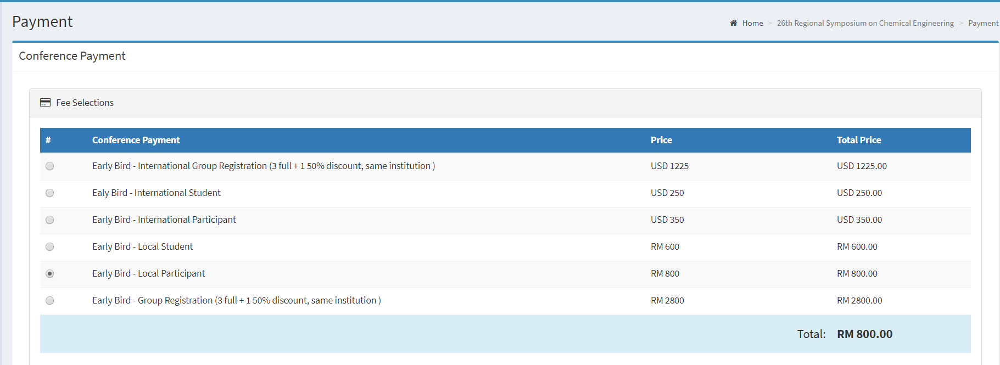 Payment
Home > 26th Regional Symposium on Chemical Engineering > Payment
Conference Payment
Fee Selections
# Conference Payment Price Total Price
Early Bird - International Group Registration (3 full + 1 50% discount, same institution ) USD 1225 USD 1225.00
Ealy Bird - International Student USD 250 USD 250.00
Early Bird - International Participant USD 350 USD 350.00
Early Bird - Local Student RM 600 RM 600.00
Early Bird - Local Participant RM 800 RM 800.00
Early Bird - Group Registration (3 full + 1 50% discount, same institution ) RM 2800 RM 2800.00
Total: RM 800.00